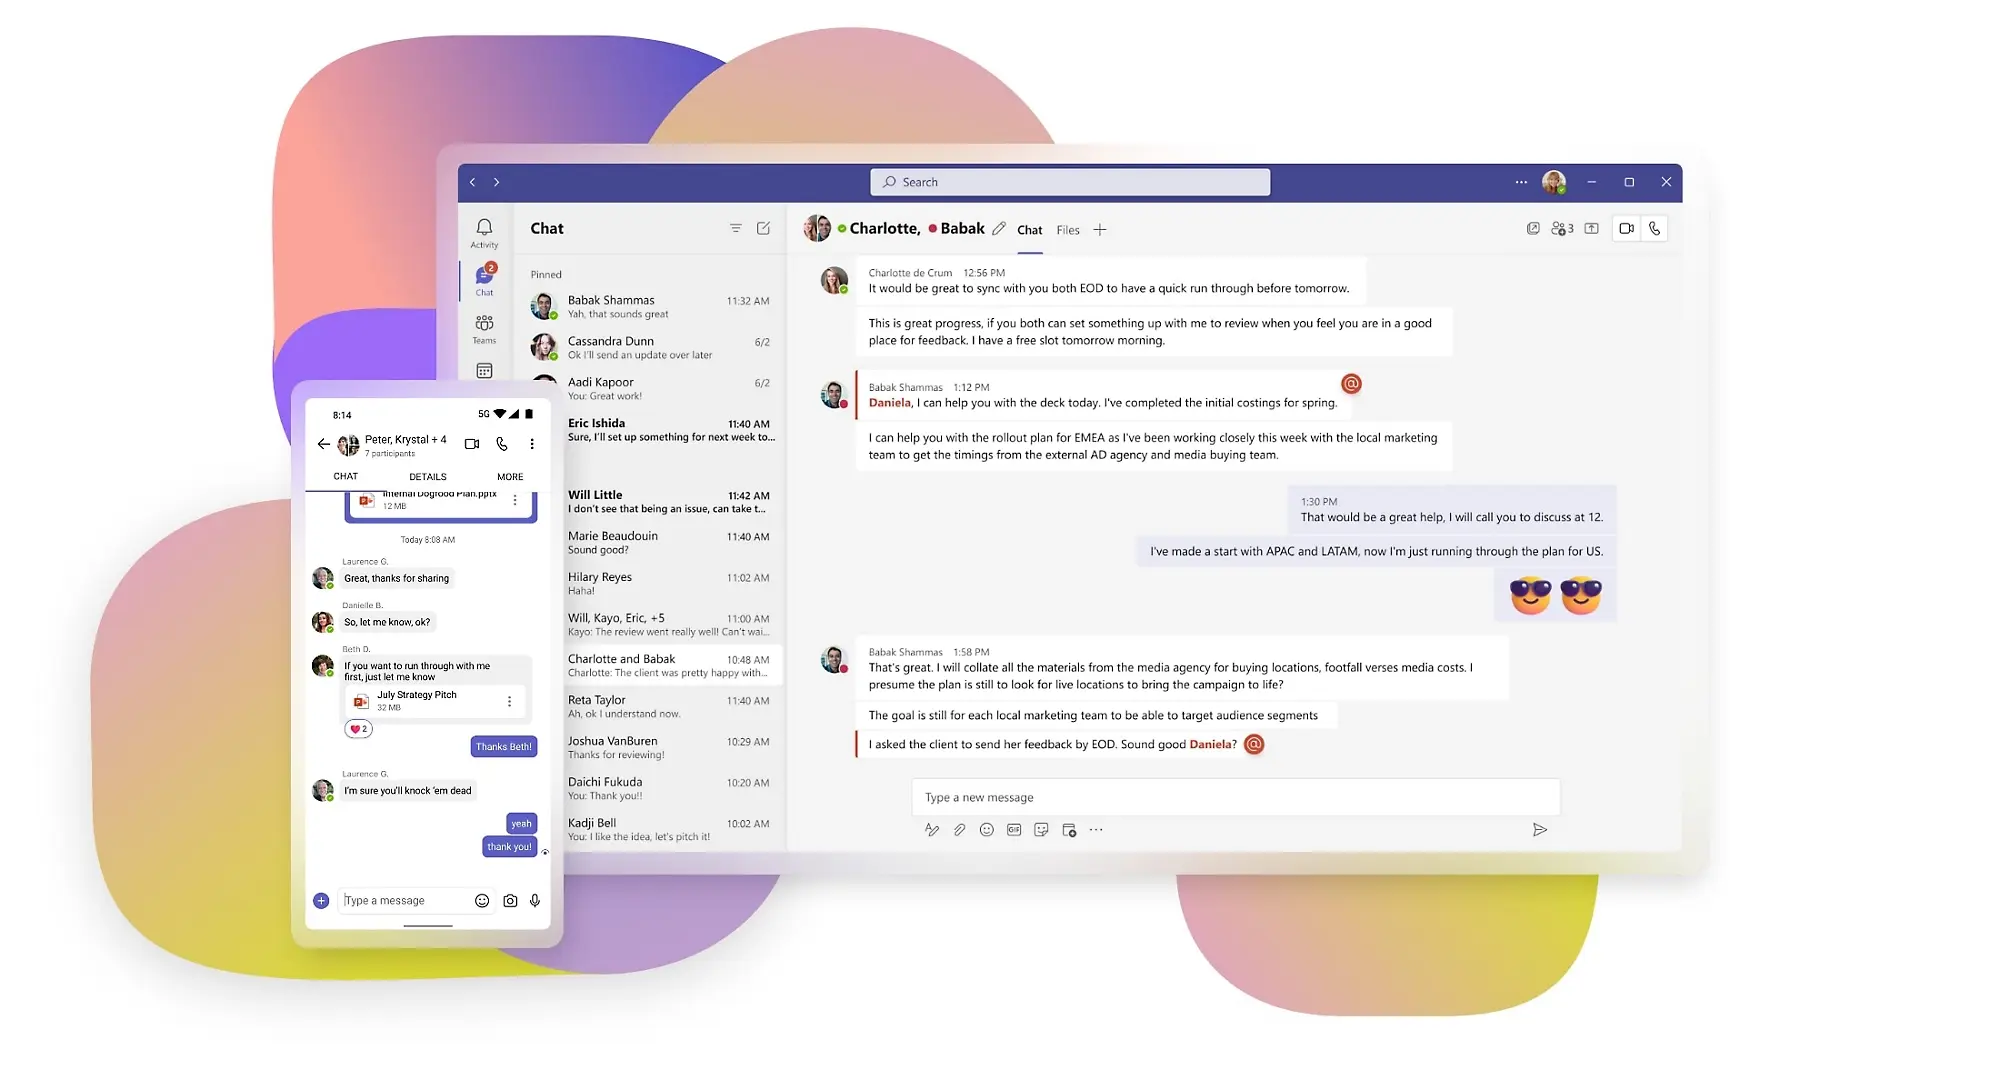 Search
Activity
2
Chat
Teams
Chat
Pinned
Babak Shammas 11:32 AM
Yah, that sounds great
Cassandra Dunn 6/2
Ok I'll send an update over later
Aadi Kapoor 6/2
You: Great work!
Eric Ishida 11:40 AM
Sure, I'll set up something for next week to...
Will Little 11:42 AM
I don't see that being an issue, can take t...
Marie Beaudouin 11:40 AM
Sound good?
Hilary Reyes 11:02 AM
Haha!
Will, Kayo, Eric, +5 11:00 AM
Kayo: The review went really well! Can't wai...
Charlotte and Babak 10:48 AM
Charlotte: The client was pretty happy with...
Reta Taylor 11:40 AM
Ah, ok I understand now.
Joshua VanBuren 10:29 AM
Thanks for reviewing!
Daichi Fukuda 10:20 AM
You: Thank you!!
Kadji Bell 10:02 AM
You: I like the idea, let's pitch it!
Charlotte, Babak Chat Files 3
Charlotte de Crum 12:56 PM
It would be great to sync with you both EOD to have a quick run through before tomorrow.
This is great progress, if you both can set something up with me to review when you feel you are in a good
place for feedback. I have a free slot tomorrow morning.
Babak Shammas 1:12 PM @
Daniela, I can help you with the deck today. I've completed the initial costings for spring.
I can help you with the rollout plan for EMEA as I've been working closely this week with the local marketing
team to get the timings from the external AD agency and media buying team.
1:30 PM
That would be a great help, I will call you to discuss at 12.
I've made a start with APAC and LATAM, now I'm just running through the plan for US.
Babak Shammas 1:58 PM
That's great. I will collate all the materials from the media agency for buying locations, footfall verses media costs. I
presume the plan is still to look for live locations to bring the campaign to life?
The goal is still for each local marketing team to be able to target audience segments
I asked the client to send her feedback by EOD. Sound good Daniela? @
Type a new message
GIF
8:14 5G
Peter, Krystal + 4
7 participants
CHAT DETAILS MORE
Internal Dogfood Plan.pptx
12 MB
Today 8:08 AM
Laurence G.
Great, thanks for sharing
Danielle B.
So, let me know, ok?
Beth D.
If you want to run through with me
first, just let me know
July Strategy Pitch
32 MB
2
Thanks Beth!
Laurence G.
I'm sure you'll knock 'em dead
yeah
thank you!
Type a message